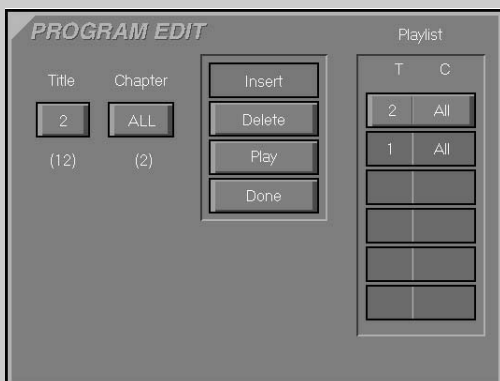 PROGRAM EDIT
Title Chapter
2 ALL
(12) (2)
Insert
Delete
Play
Done
Playlist
T C
2 All
1 All